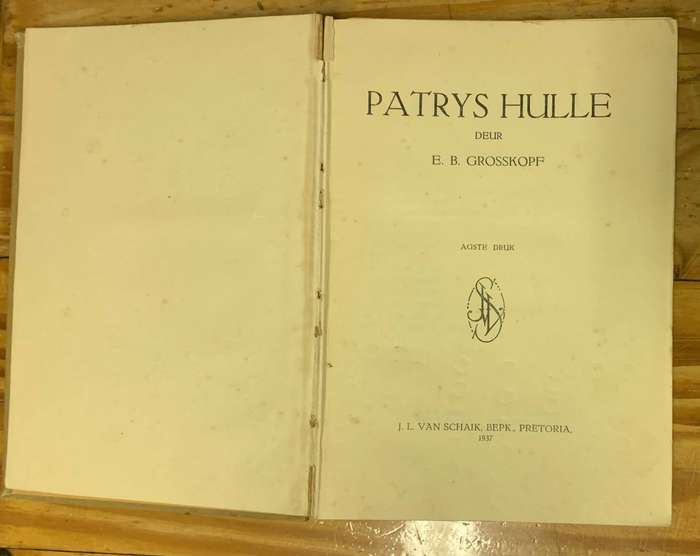 PATRYS HULLE
DEUR
E. B. GROSSKOPF
AGSTE DRUK
J. L. VAN SCHAIK, BEPK., PRETORIA,
1937